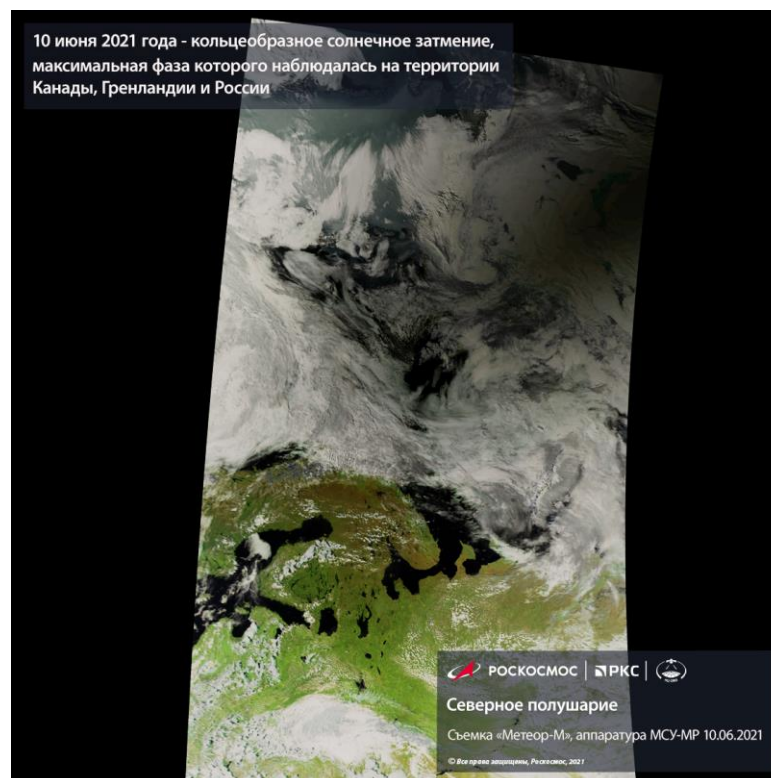 10 июня 2021 года - кольцеобразное солнечное затмение,
максимальная фаза которого наблюдалась на территории
Канады, Гренландии и России
РОСКОСМОС | РКС
Северное полушарие
Съемка «Метеор-М», аппаратура МСУ-МР 10.06.2021
© Все права защищены, Роскосмос, 2021